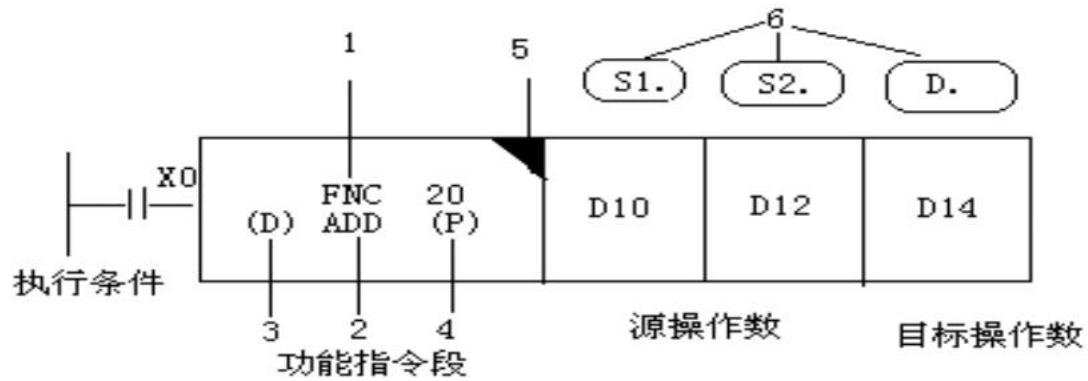 6
1 5
S1. S2. D.
X0
FNC 20
(D) ADD (P)
D10 D12 D14
执行条件
3 2 4
源操作数
目标操作数
功能指令段